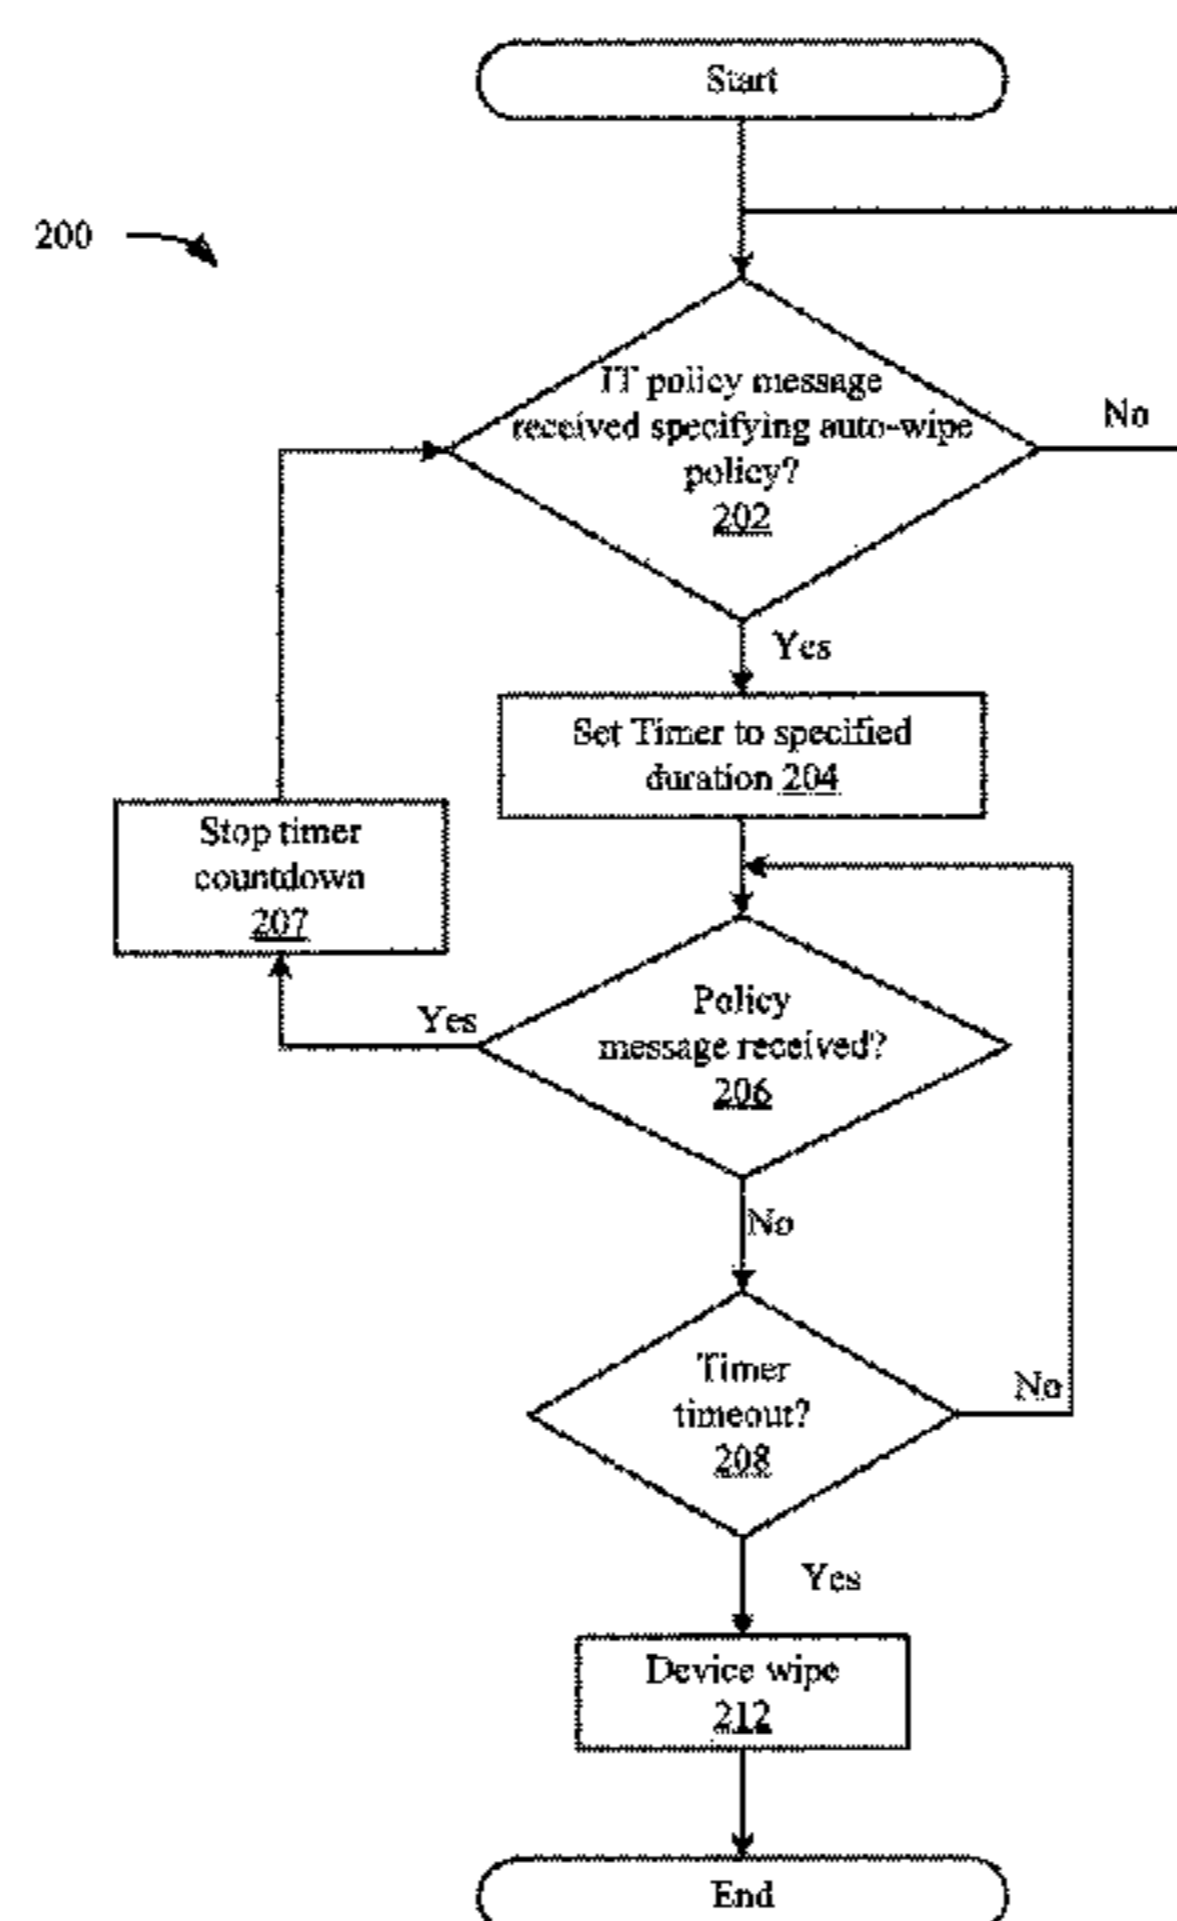 Start
200
IT policy message
received specifying auto-wipe
policy?
202
No
Yes
Set Timer to specified
duration 204
Stop timer
countdown
207
Policy
message received?
206
Yes
No
Timer
timeout?
208
No
Yes
Device wipe
212
End